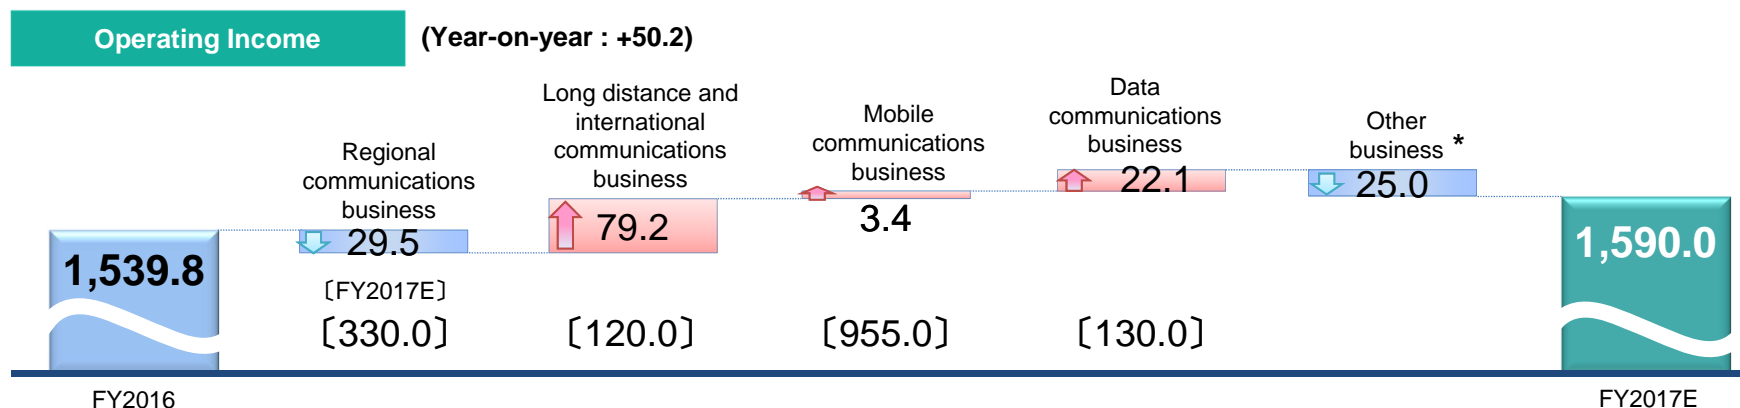 Operating Income
(Year-on-year : +50.2)
Regional
communications
business
Long distance and
international
communications
business
Mobile
communications
business
Data
communications
business
Other
business *
1,539.8
29.5
79.2
3.4
22.1
25.0
1,590.0
〔FY2017E〕
〔330.0〕
〔120.0〕
〔955.0〕
〔130.0〕
FY2016
FY2017E